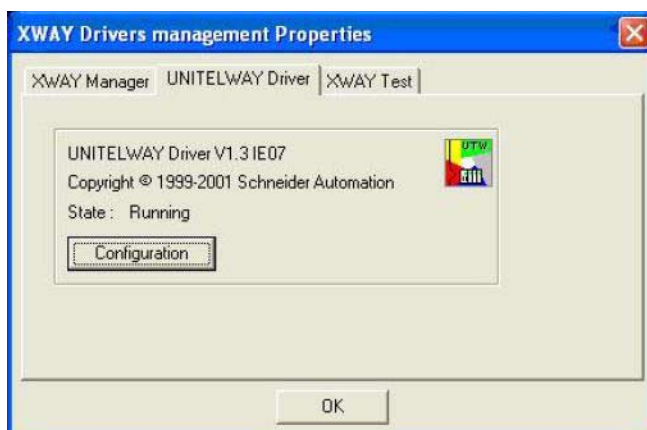 XWAY Drivers management Properties
XWAY Manager UNITELWAY Driver XWAY Test
UNITELWAY Driver V1.3 IE07
UTW
Copyright © 1999-2001 Schneider Automation
State : Running
Configuration
OK